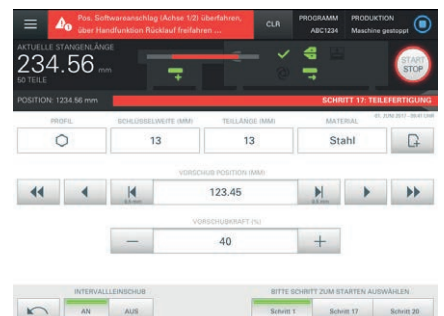 Pos. Softwareanschlag (Achse 1/2) überfahren,
über Handfunktion Rücklauf freifahren ...
CLR
PROGRAMM
ABC1234
PRODUKTION
Maschine gestoppt
AKTUELLE STANGENLÄNGE
234.56 mm
50 TEILE
START
STOP
POSITION: 1234.56 mm
SCHRITT 17: TEILEFERTIGUNG
PROFIL
SCHLÜSSELWEITE (MM)
TEILLÄNGE (MM)
MATERIAL
13
13
Stahl
VORSCHUB POSITION (MM)
123.45
VORSCHUBKRAFT (%)
40
INTERVALLLEINSCHUB
BITTE SCHRITT ZUM STARTEN AUSWÄHLEN
AN
AUS
Schritt 1
Schritt 17
Schritt 20